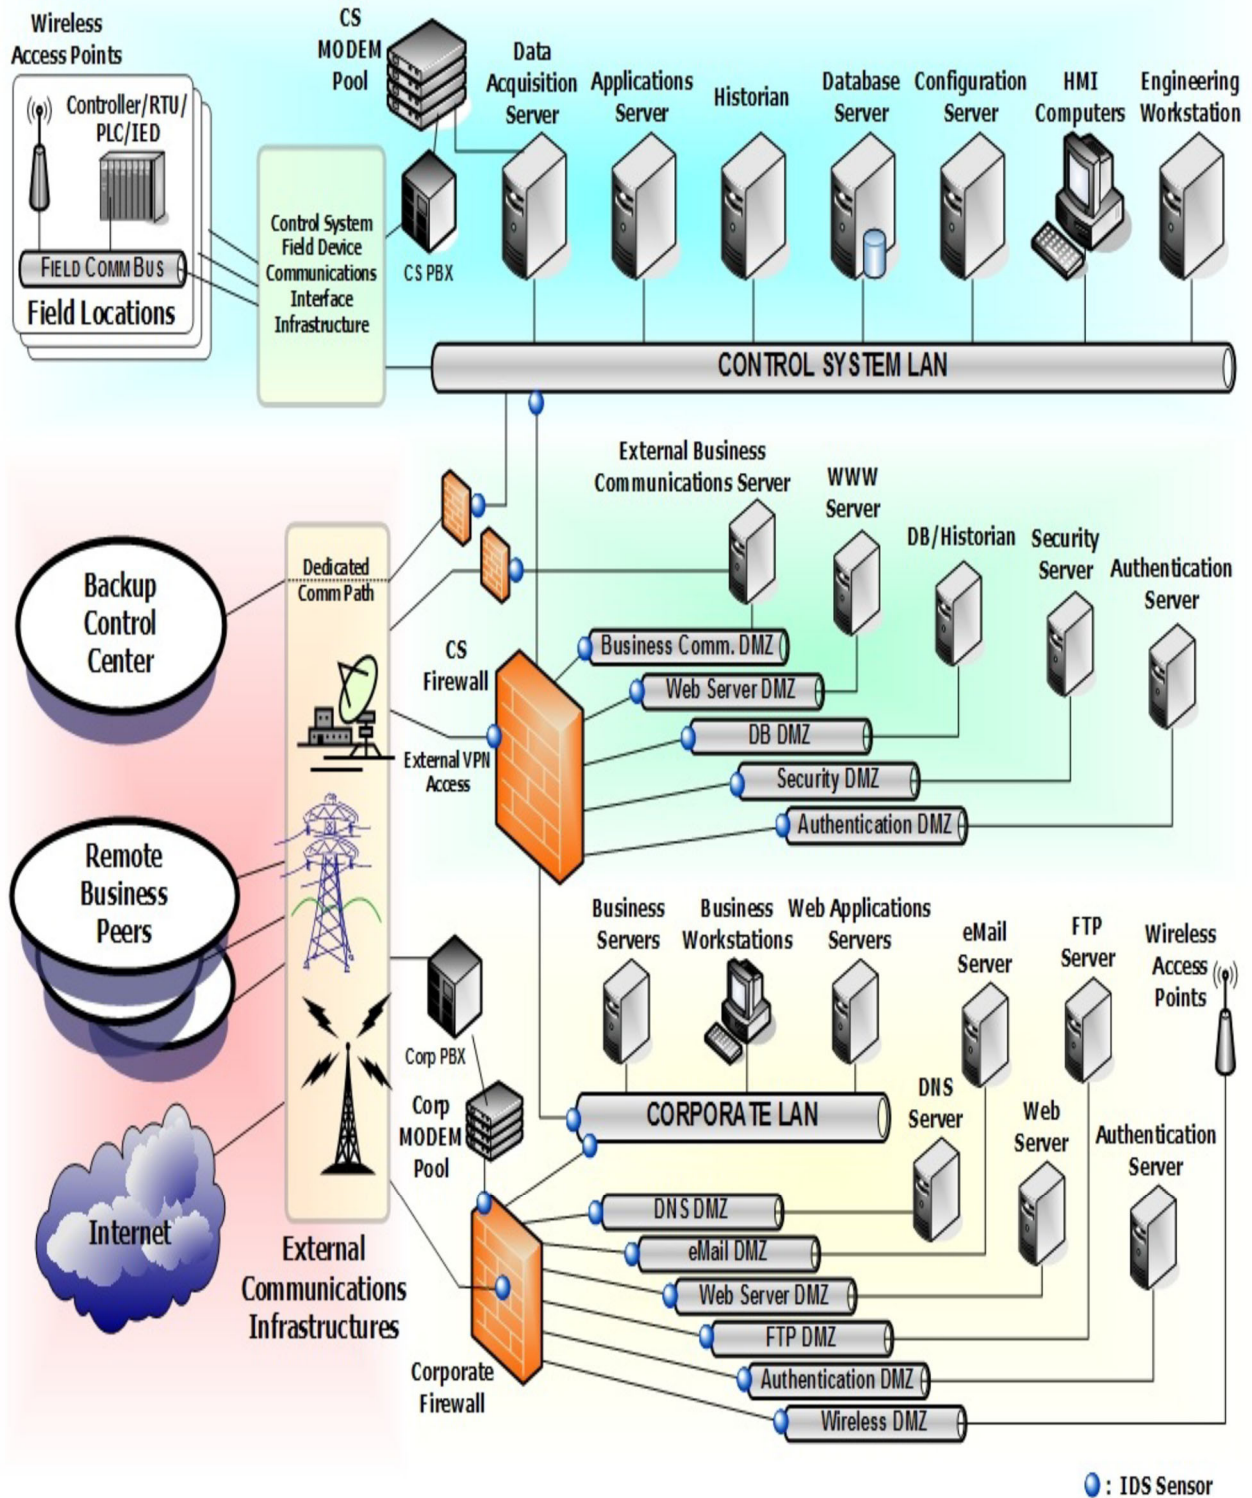 Wireless
Access Points
Controller/RTU/
PLC/IED
FIELD COMM BUS
Field Locations
CS
MODEM
Pool
Control System
Field Device
Communications
Interface
Infrastructure
CS PBX
Data
Acquisition
Server
Applications
Server
Historian
Database
Server
Configuration
Server
HMI
Computers
Engineering
Workstation
CONTROL SYSTEM LAN
External Business
Communications Server
WWW
Server
DB/Historian
Security
Server
Authentication
Server
Backup
Control
Center
Dedicated
Comm Path
CS
Firewall
External VPN
Access
Business Comm. DMZ
Web Server DMZ
DB DMZ
Security DMZ
Authentication DMZ
Remote
Business
Peers
Internet
External
Communications
Infrastructures
Corp PBX
Corp
MODEM
Pool
Corporate
Firewall
Business
Servers
Business
Workstations
Web Applications
Servers
eMail
Server
FTP
Server
Wireless
Access
Points
CORPORATE LAN
DNS
Server
Web
Server
Authentication
Server
DNS DMZ
eMail DMZ
Web Server DMZ
FTP DMZ
Authentication DMZ
Wireless DMZ
: IDS Sensor